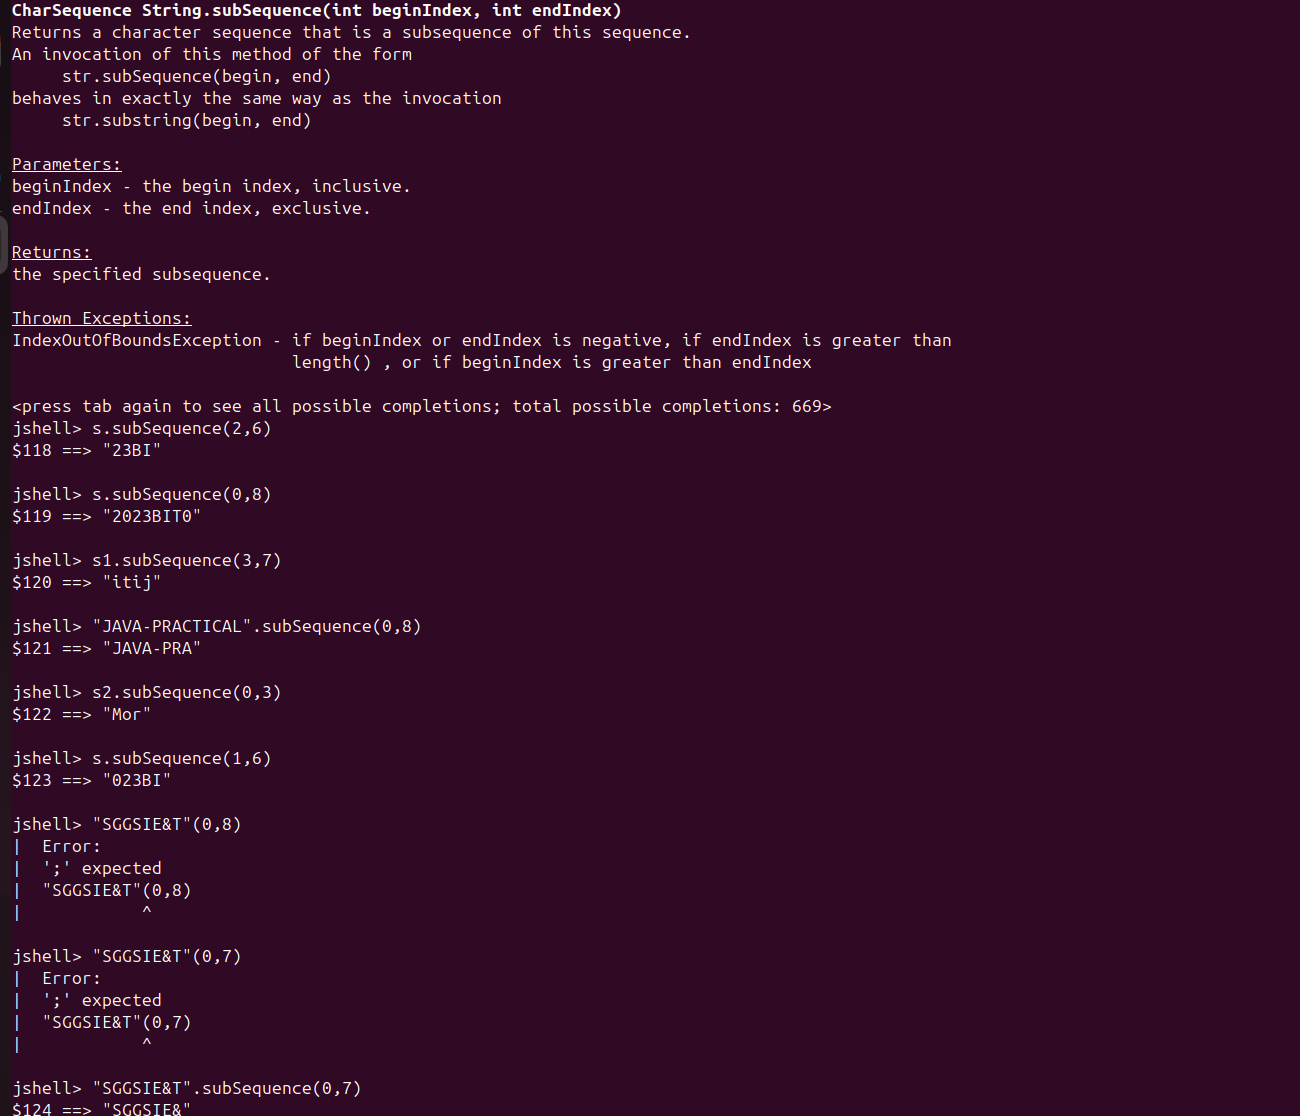 CharSequence String.subSequence(int beginIndex, int endIndex)
Returns a character sequence that is a subsequence of this sequence.
An invocation of this method of the form
     str.subSequence(begin, end)
behaves in exactly the same way as the invocation
     str.substring(begin, end)

Parameters:
beginIndex - the begin index, inclusive.
endIndex - the end index, exclusive.

Returns:
the specified subsequence.

Thrown Exceptions:
IndexOutOfBoundsException - if beginIndex or endIndex is negative, if endIndex is greater than
                            length() , or if beginIndex is greater than endIndex

<press tab again to see all possible completions; total possible completions: 669>
jshell> s.subSequence(2,6)
$118 ==> "23BI"

jshell> s.subSequence(0,8)
$119 ==> "2023BIT0"

jshell> s1.subSequence(3,7)
$120 ==> "itij"

jshell> "JAVA-PRACTICAL".subSequence(0,8)
$121 ==> "JAVA-PRA"

jshell> s2.subSequence(0,3)
$122 ==> "Mor"

jshell> s.subSequence(1,6)
$123 ==> "023BI"

jshell> "SGGSIE&T"(0,8)
|  Error:
|  ';' expected
|  "SGGSIE&T"(0,8)
|            ^

jshell> "SGGSIE&T"(0,7)
|  Error:
|  ';' expected
|  "SGGSIE&T"(0,7)
|            ^

jshell> "SGGSIE&T".subSequence(0,7)
$124 ==> "SGGSIE&"